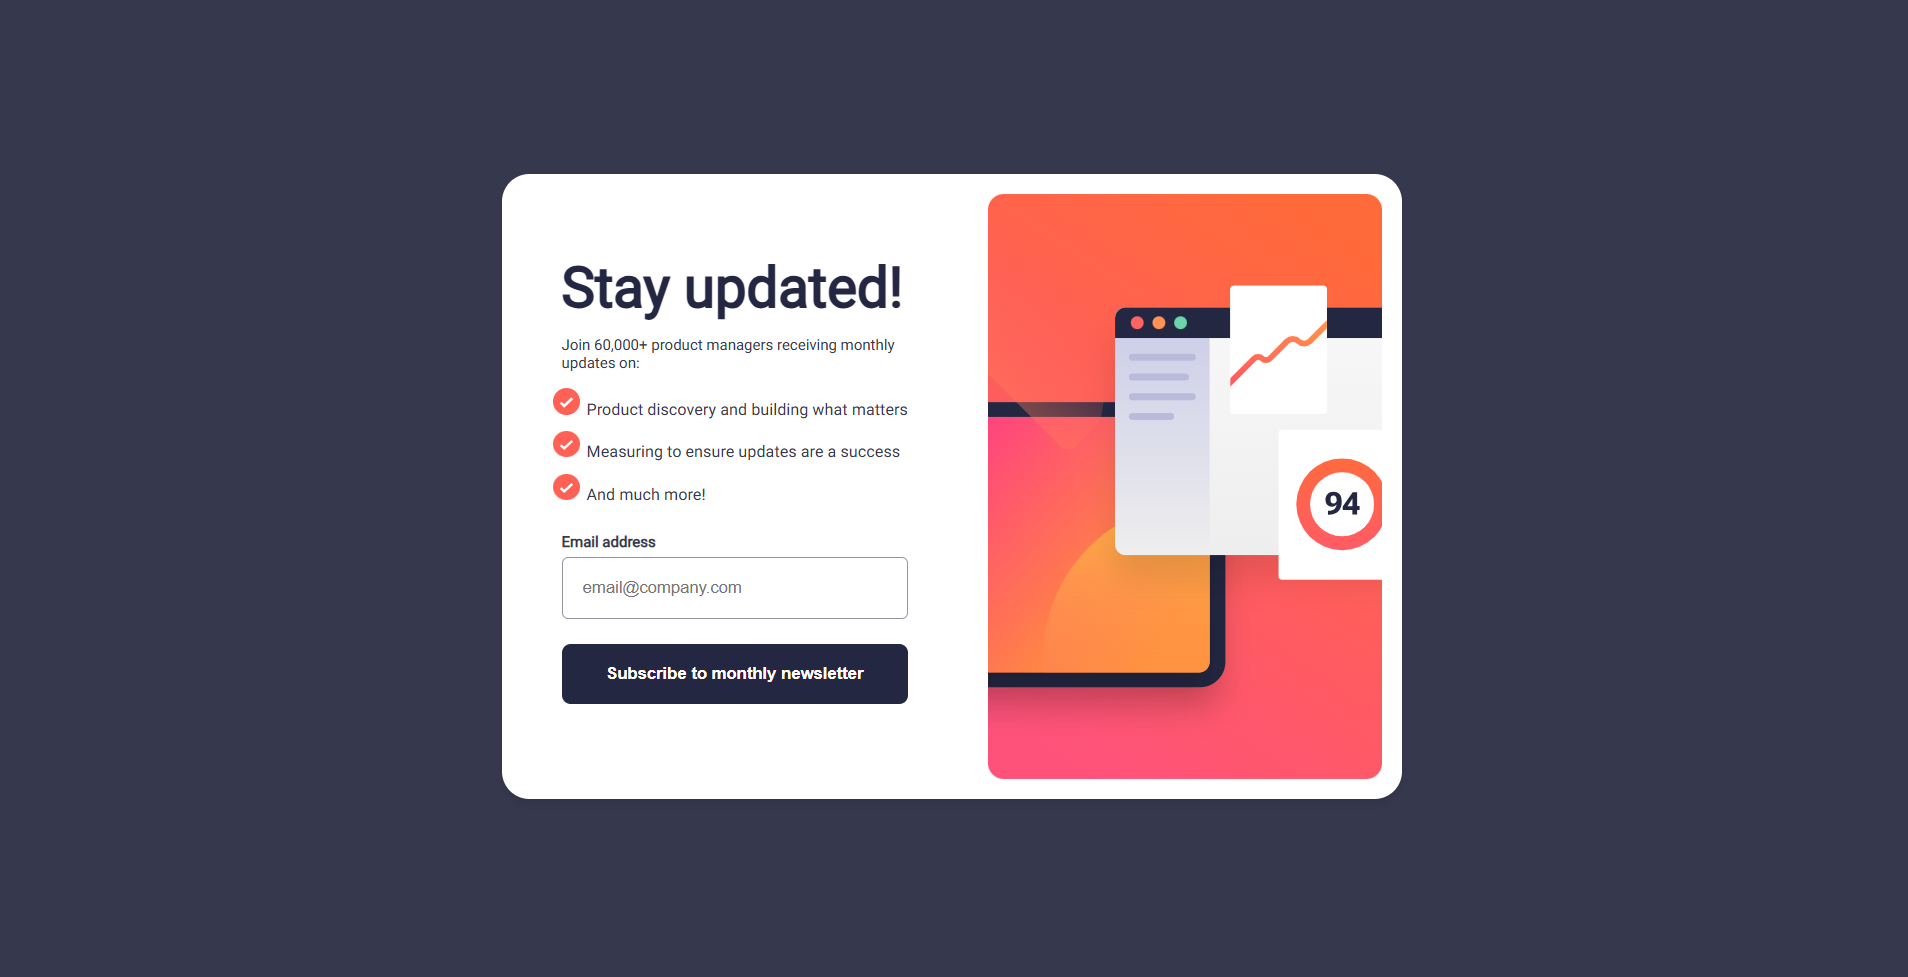 Stay updated!
Join 60,000+ product managers receiving monthly
updates on:
Product discovery and building what matters
Measuring to ensure updates are a success
And much more!
Email address
email@company.com
Subscribe to monthly newsletter
94